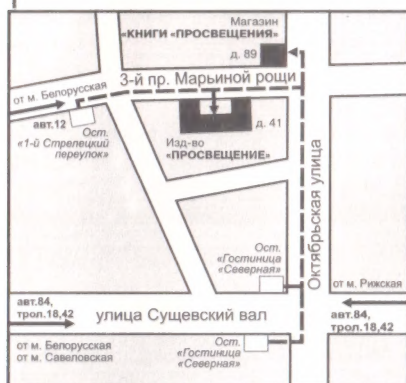 Магазин
«КНИГИ «ПРОСВЕЩЕНИЯ»
д. 89
3-й пр. Марьиной рощи
от м. Белорусская
авт.12
Ост.
«1-й Стрелецкий
переулок»
д. 41
Изд-во
«ПРОСВЕЩЕНИЕ»
Октябрьская улица
Ост.
«Гостиница
«Северная»
от м. Рижская
авт.84,
трол.18,42
улица Сущевский вал
авт.84,
трол.18,42
от м. Белорусская
от м. Савеловская
Ост.
«Гостиница
«Северная»